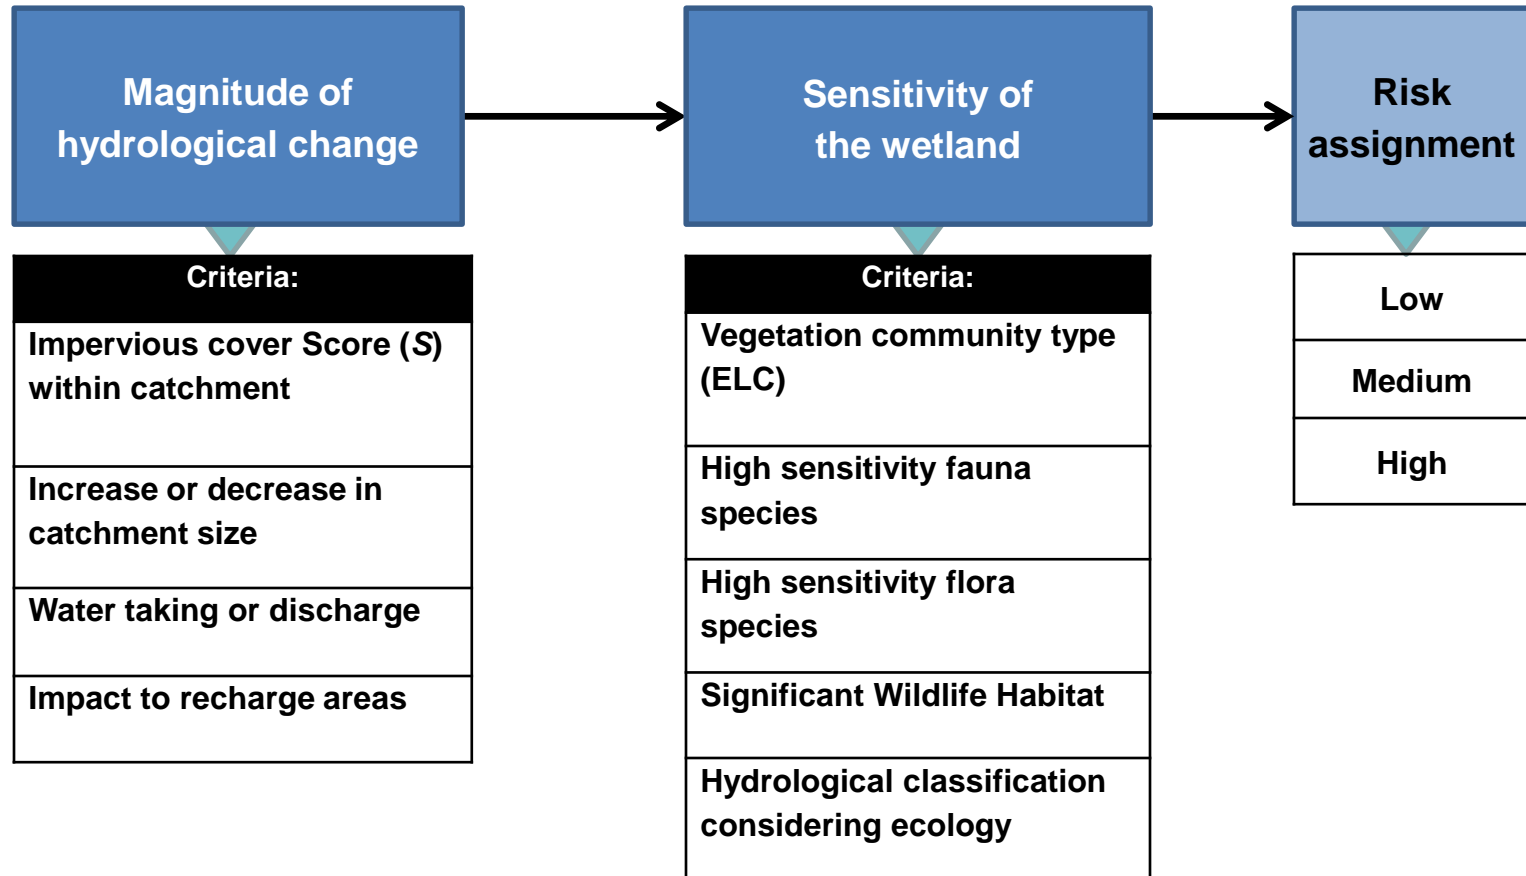 Magnitude of
hydrological change
Sensitivity of
the wetland
Risk
assignment
Criteria:
Impervious cover Score (S)
within catchment
Increase or decrease in
catchment size
Water taking or discharge
Impact to recharge areas
Criteria:
Vegetation community type
(ELC)
High sensitivity fauna
species
High sensitivity flora
species
Significant Wildlife Habitat
Hydrological classification
considering ecology
Low
Medium
High